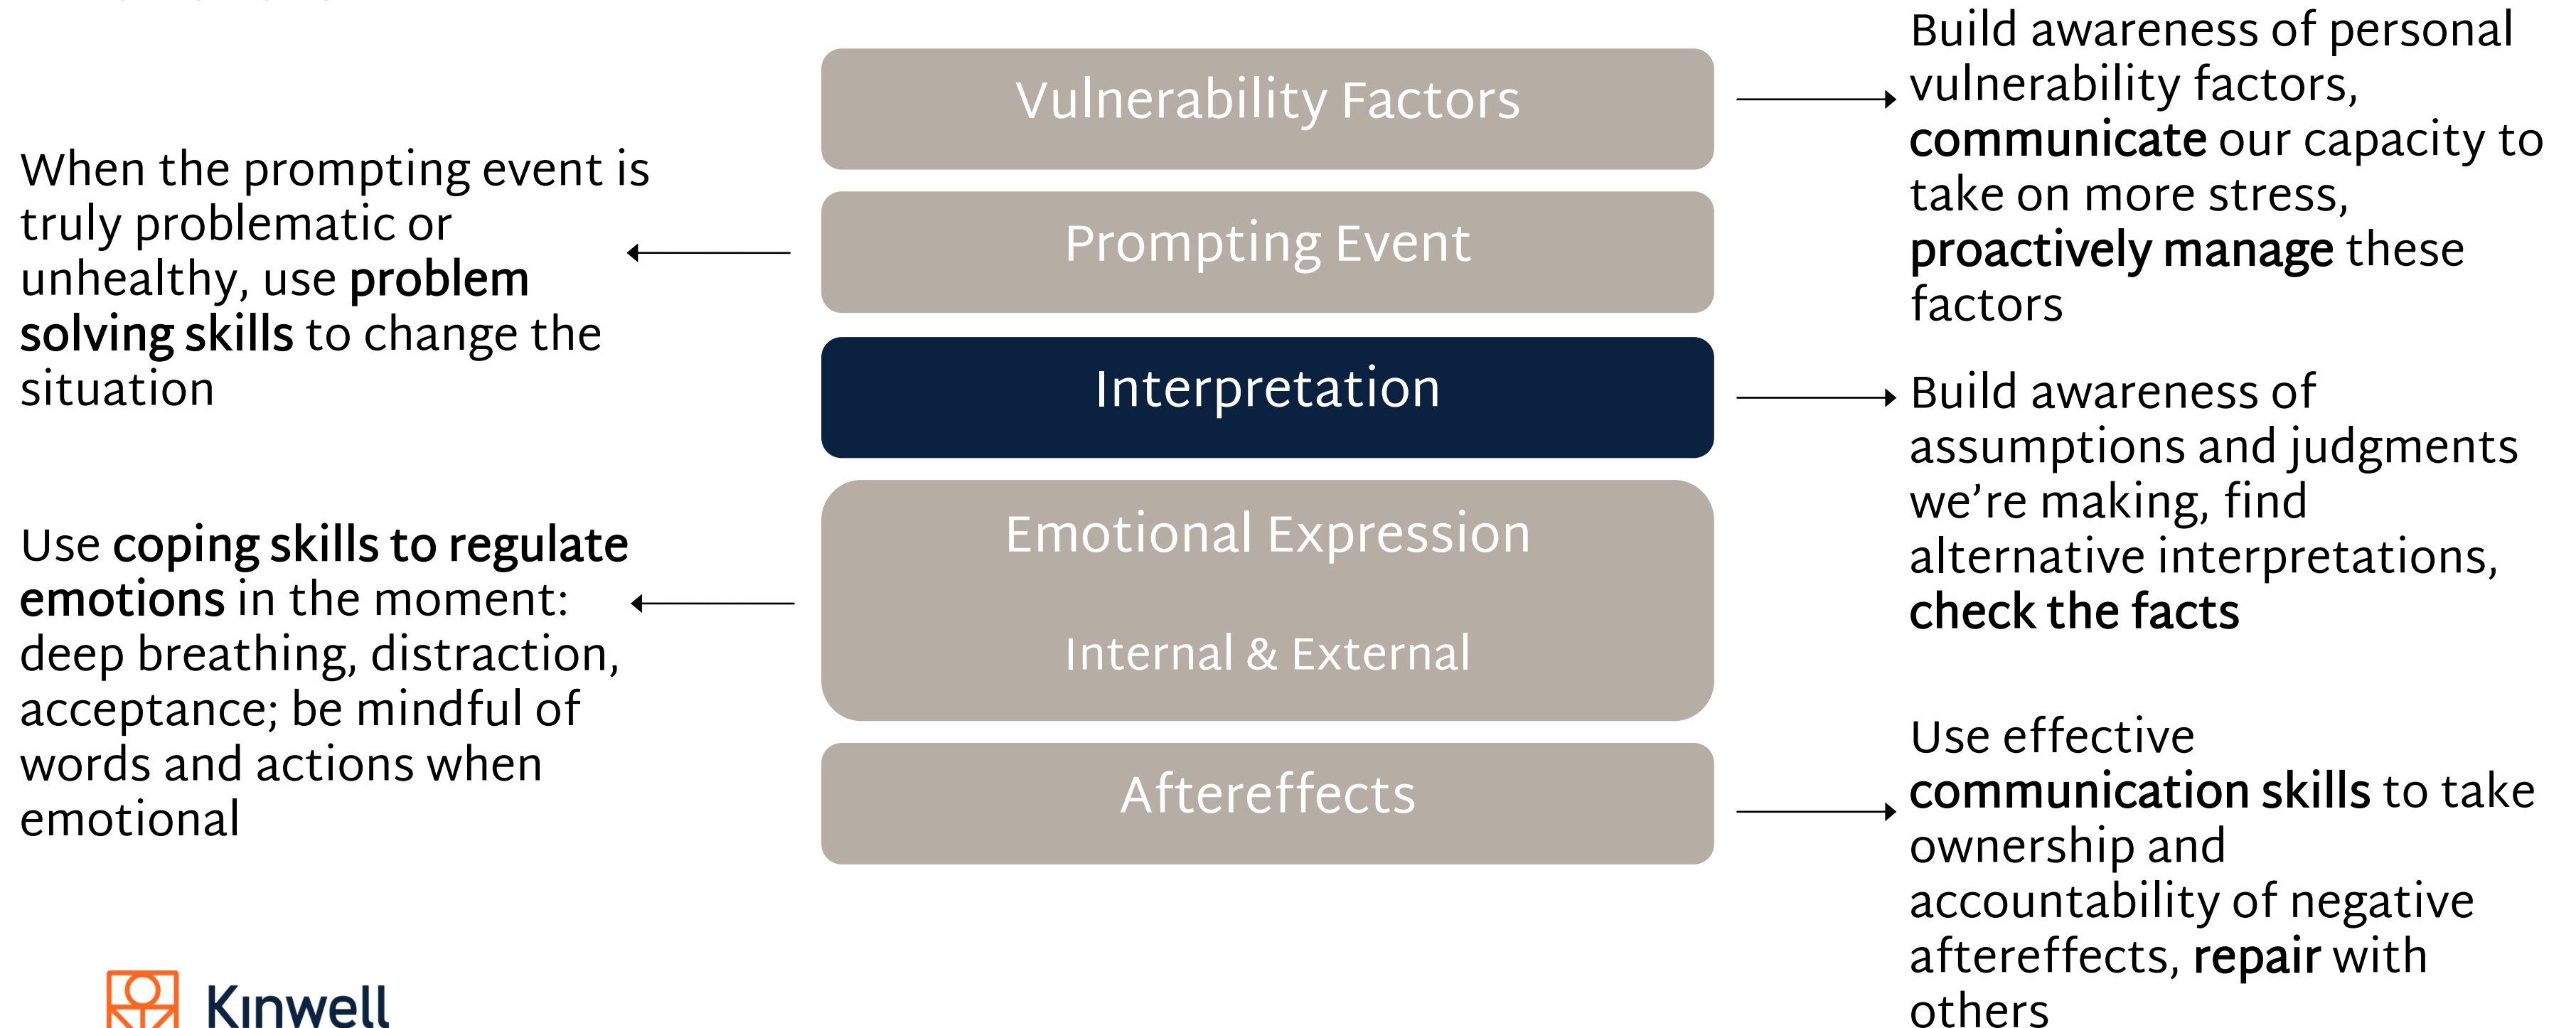 Vulnerability Factors
Prompting Event
Interpretation
Emotional Expression
Internal & External
Aftereffects
When the prompting event is
truly problematic or
unhealthy, use problem
solving skills to change the
situation
Use coping skills to regulate
emotions in the moment:
deep breathing, distraction,
acceptance; be mindful of
words and actions when
emotional
Build awareness of personal
vulnerability factors,
communicate our capacity to
take on more stress,
proactively manage these
factors
Build awareness of
assumptions and judgments
we’re making, find
alternative interpretations,
check the facts
Use effective
communication skills to take
ownership and
accountability of negative
aftereffects, repair with
others
Kinwell